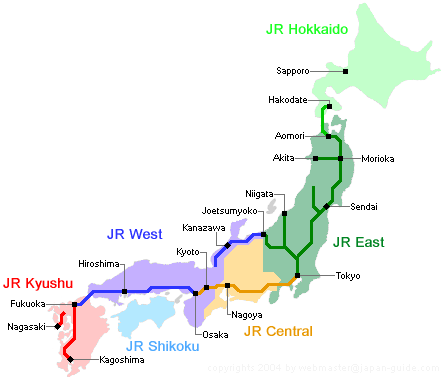 JR Hokkaido
Sapporo
Hakodate
Aomori
Akita
Morioka
Niigata
Sendai
Joetsumyoko
Kanazawa
JR West
JR East
Kyoto
Hiroshima
Tokyo
JR Kyushu
Fukuoka
Nagoya
Nagasaki
JR Central
Osaka
JR Shikoku
Kagoshima
copyright 2004 by webmaster@japan-guide.com